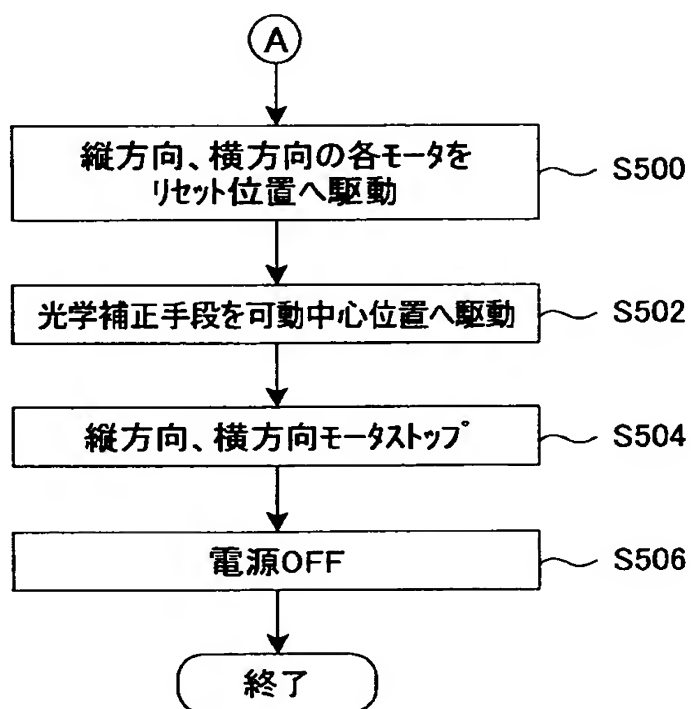 A
縦方向、横方向の各モータを
リセット位置へ駆動
S500
光学補正手段を可動中心位置へ駆動
S502
縦方向、横方向モータストップ
S504
電源OFF
S506
終了